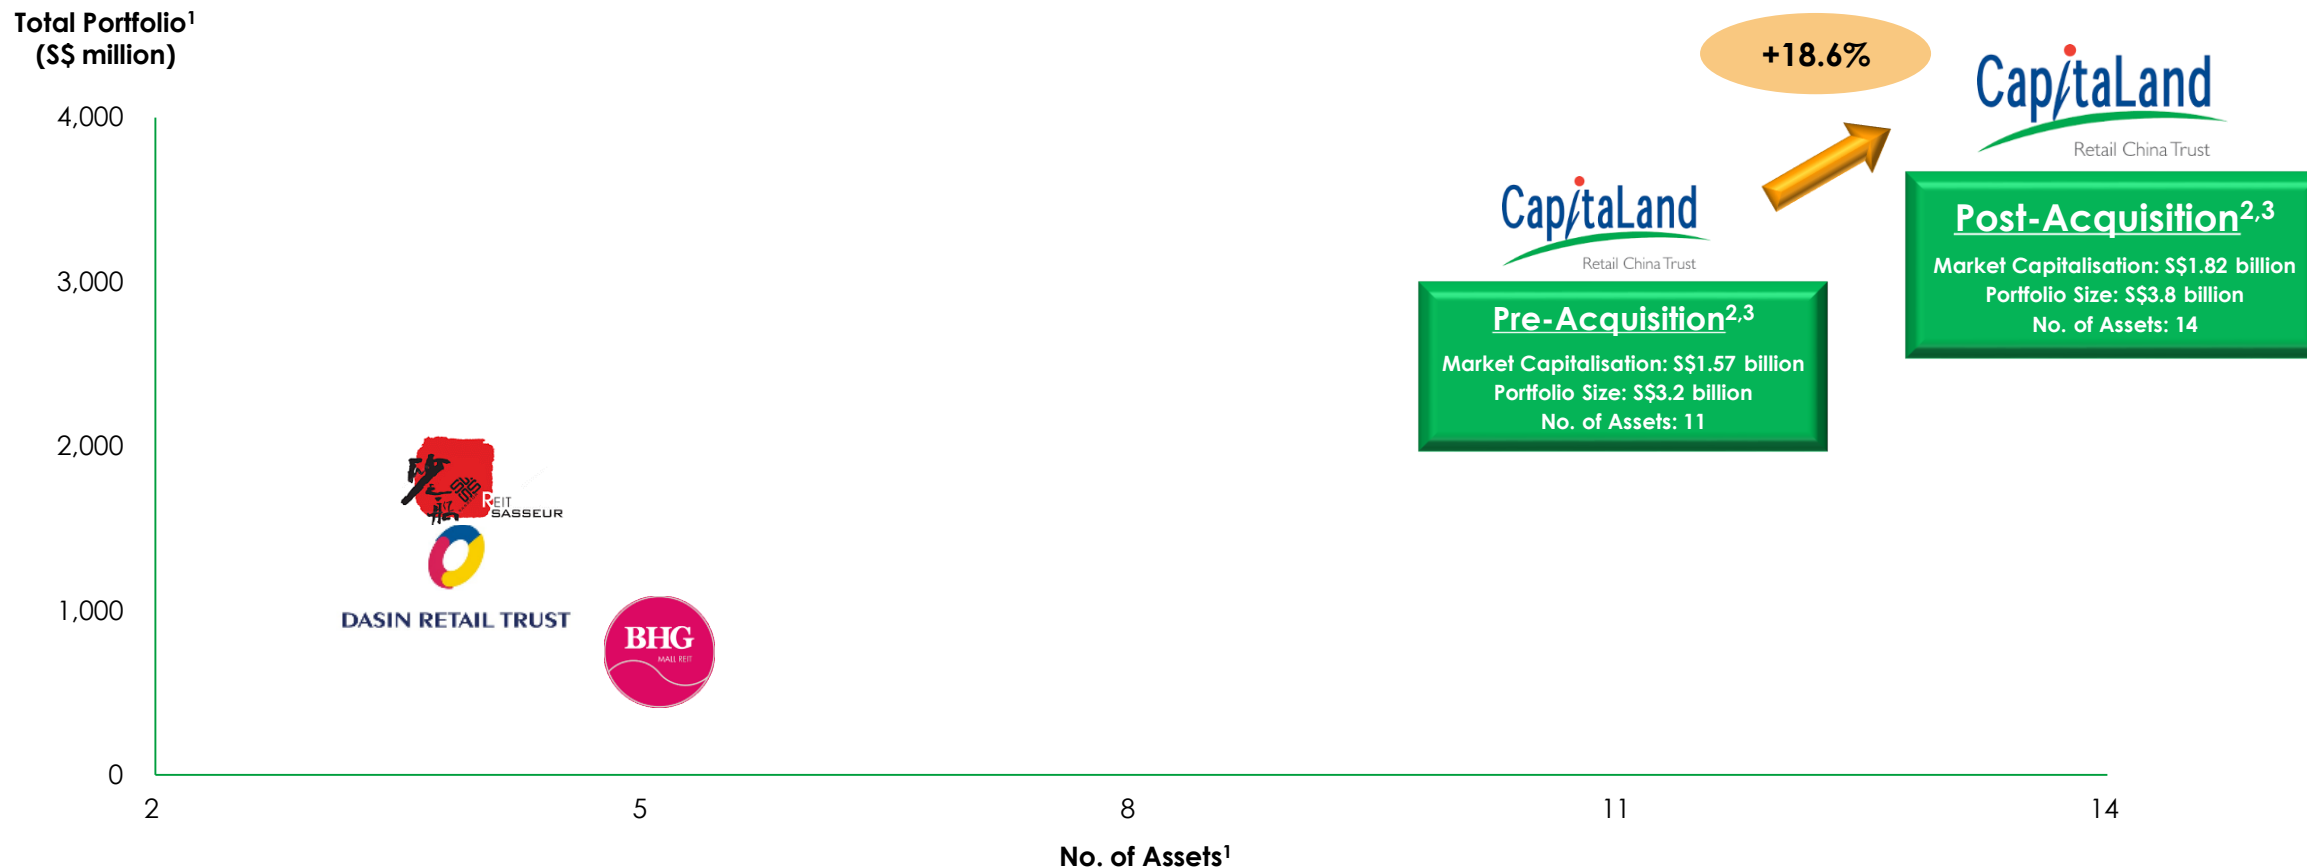 Total Portfolio¹
(S$ million)
+18.6%
CapitaLand
Retail China Trust
4,000
3,000
2,000
1,000
0
CapitaLand
Retail China Trust
Post-Acquisition²,³
Market Capitalisation: S$1.82 billion
Portfolio Size: S$3.8 billion
No. of Assets: 14
Pre-Acquisition²,³
Market Capitalisation: S$1.57 billion
Portfolio Size: S$3.2 billion
No. of Assets: 11
REIT
SASSEUR
DASIN RETAIL TRUST
BHG
MALL REIT
2
5
8
11
14
No. of Assets¹